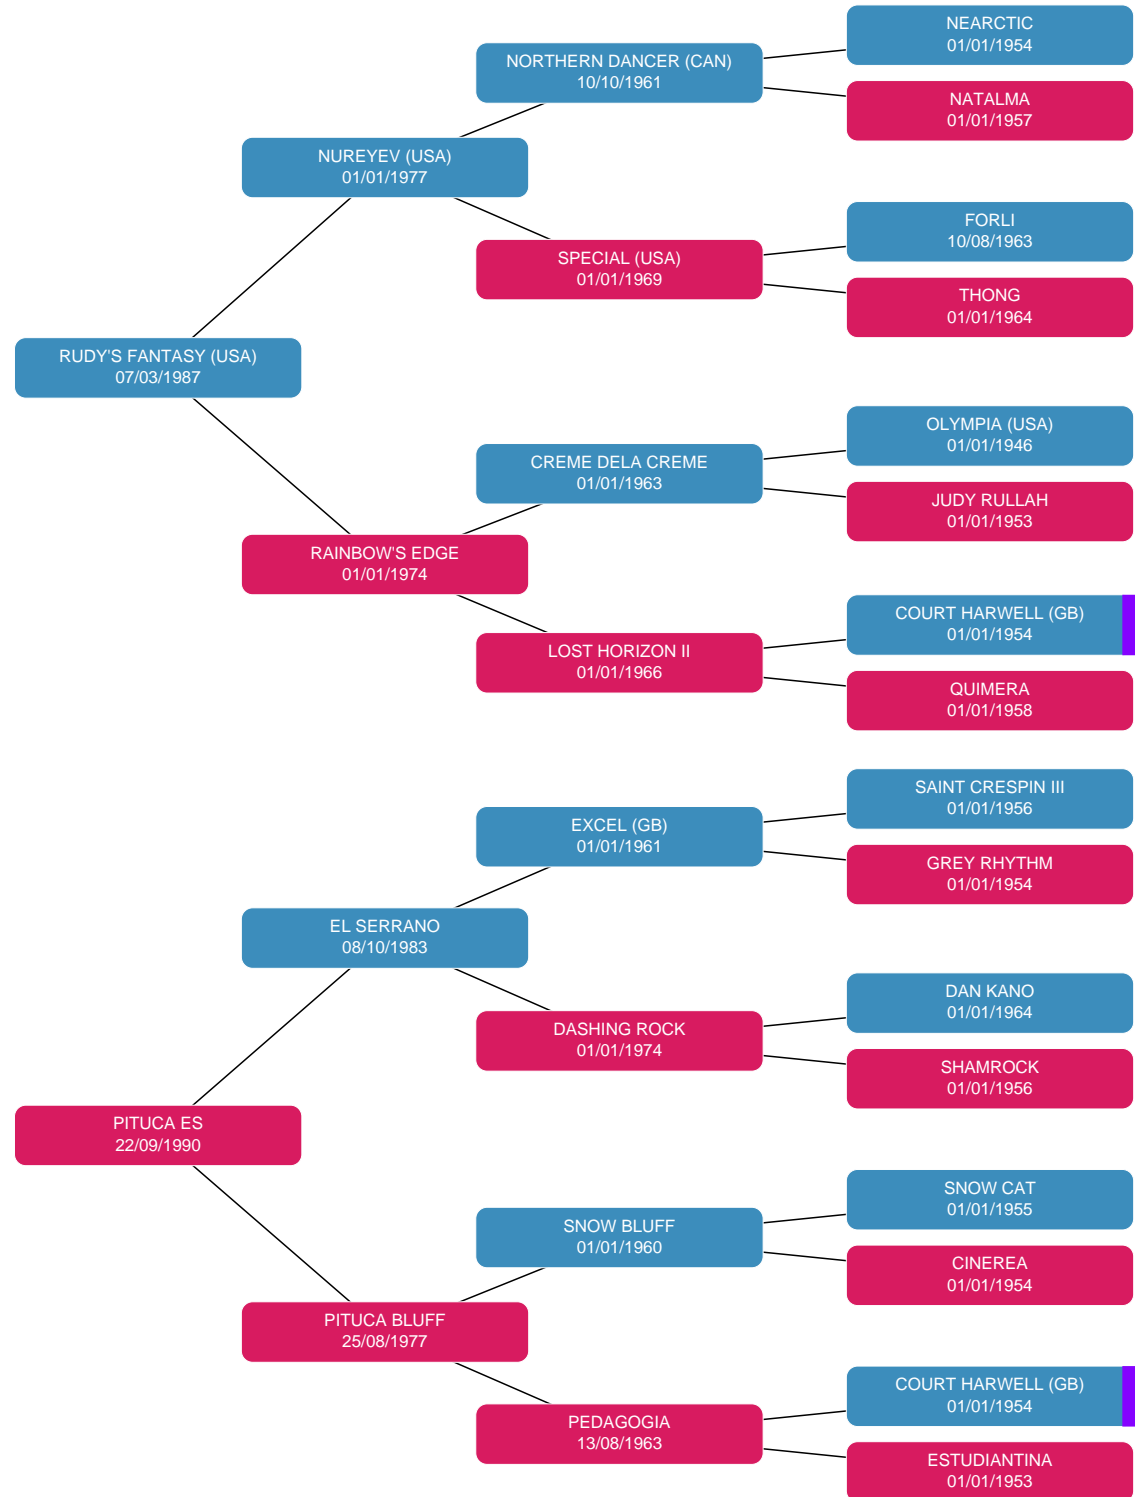 NEARCTIC
01/01/1954
NORTHERN DANCER (CAN)
10/10/1961
NATALMA
01/01/1957
NUREYEV (USA)
01/01/1977
FORLI
10/08/1963
SPECIAL (USA)
01/01/1969
THONG
01/01/1964
RUDY'S FANTASY (USA)
07/03/1987
OLYMPIA (USA)
01/01/1946
CREME DELA CREME
01/01/1963
JUDY RULLAH
01/01/1953
RAINBOW'S EDGE
01/01/1974
COURT HARWELL (GB)
01/01/1954
LOST HORIZON II
01/01/1966
QUIMERA
01/01/1958
SAINT CRESPIN III
01/01/1956
EXCEL (GB)
01/01/1961
GREY RHYTHM
01/01/1954
EL SERRANO
08/10/1983
DAN KANO
01/01/1964
DASHING ROCK
01/01/1974
SHAMROCK
01/01/1956
PITUCA ES
22/09/1990
SNOW CAT
01/01/1955
SNOW BLUFF
01/01/1960
CINEREA
01/01/1954
PITUCA BLUFF
25/08/1977
COURT HARWELL (GB)
01/01/1954
PEDAGOGIA
13/08/1963
ESTUDIANTINA
01/01/1953